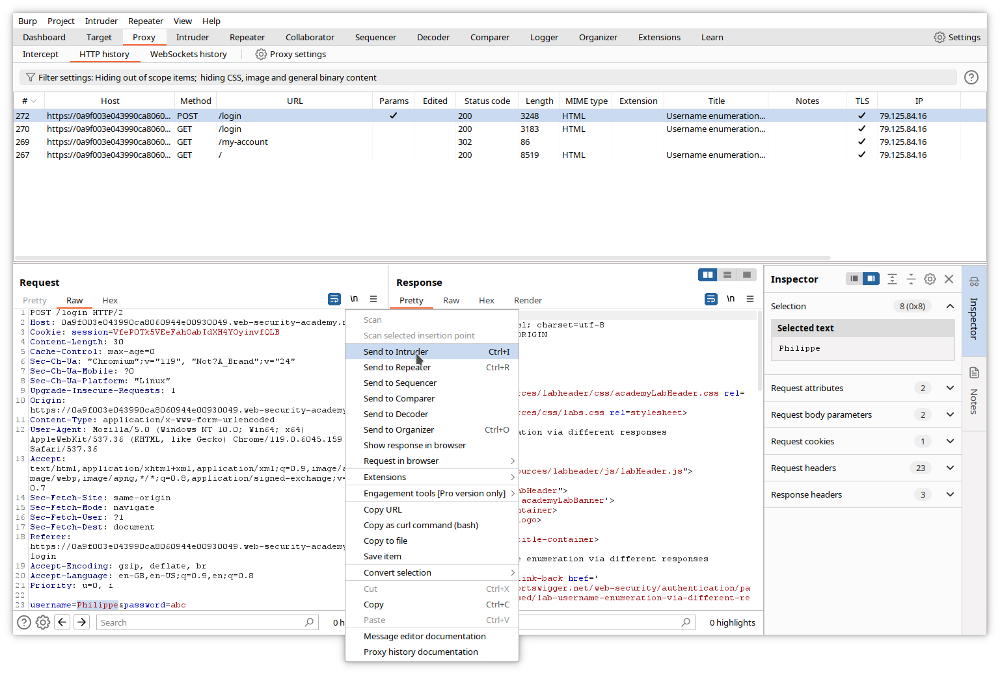 Burp Project Intruder Repeater View Help
Dashboard Target Proxy Intruder Repeater Collaborator Sequencer Decoder Comparer Logger Organizer Extensions Learn Settings
Intercept HTTP history WebSockets history Proxy settings
Filter settings: Hiding out of scope items; hiding CSS, image and general binary content
# Host Method URL Params Edited Status code Length MIME type Extension Title Notes TLS IP
272 https://0a9f003e043990ca8060... POST /login ✓ 200 3248 HTML Username enumeration... ✓ 79.125.84.16
270 https://0a9f003e043990ca8060... GET /login 200 3183 HTML Username enumeration... ✓ 79.125.84.16
269 https://0a9f003e043990ca8060... GET /my-account 302 86 ✓ 79.125.84.16
267 https://0a9f003e043990ca8060... GET / 200 8519 HTML Username enumeration... ✓ 79.125.84.16
Request
Pretty Raw Hex \n
1 POST /login HTTP/2
2 Host: 0a9f003e043990ca8060944e00930049.web-security-academy.n
3 Cookie: session=VfePOTk5VEeFahOabIdXH4YOyinvfQLB
4 Content-Length: 30
5 Cache-Control: max-age=0
6 Sec-Ch-Ua: "Chromium";v="119", "Not?A_Brand";v="24"
7 Sec-Ch-Ua-Mobile: ?0
8 Sec-Ch-Ua-Platform: "Linux"
9 Upgrade-Insecure-Requests: 1
10 Origin:
https://0a9f003e043990ca8060944e00930049.web-security-academy
11 Content-Type: application/x-www-form-urlencoded
12 User-Agent: Mozilla/5.0 (Windows NT 10.0; Win64; x64)
AppleWebKit/537.36 (KHTML, like Gecko) Chrome/119.0.6045.159
Safari/537.36
13 Accept:
text/html,application/xhtml+xml,application/xml;q=0.9,image/a
mage/webp,image/apng,*/*;q=0.8,application/signed-exchange;v=
0.7
14 Sec-Fetch-Site: same-origin
15 Sec-Fetch-Mode: navigate
16 Sec-Fetch-User: ?1
17 Sec-Fetch-Dest: document
18 Referer:
https://0a9f003e043990ca8060944e00930049.web-security-academy
login
19 Accept-Encoding: gzip, deflate, br
20 Accept-Language: en-GB,en-US;q=0.9,en;q=0.8
21 Priority: u=0, i
22
23 username=Philippe&password=abc
Search 0 h
Scan
Scan selected insertion point
Send to Intruder Ctrl+I
Send to Repeater Ctrl+R
Send to Sequencer
Send to Comparer
Send to Decoder
Send to Organizer Ctrl+O
Show response in browser
Request in browser
Extensions
Engagement tools [Pro version only]
Copy URL
Copy as curl command (bash)
Copy to file
Save item
Convert selection
Cut Ctrl+X
Copy Ctrl+C
Paste Ctrl+V
Message editor documentation
Proxy history documentation
Response
Pretty Raw Hex Render \n
ml; charset=utf-8
ORIGIN
rces/labheader/css/academyLabHeader.css rel=
rces/css/labs.css rel=stylesheet>
ation via different responses
ources/labheader/js/labHeader.js">
abHeader">
academyLabBanner'>
ntainer>
logo>
title-container>
e enumeration via different responses
link-back href='
ortswigger.net/web-security/authentication/pa
sed/lab-username-enumeration-via-different-re
0 highlights
Inspector
Selection 8 (0x8)
Selected text
Philippe
Request attributes 2
Request body parameters 2
Request cookies 1
Request headers 23
Response headers 3
Inspector
Notes